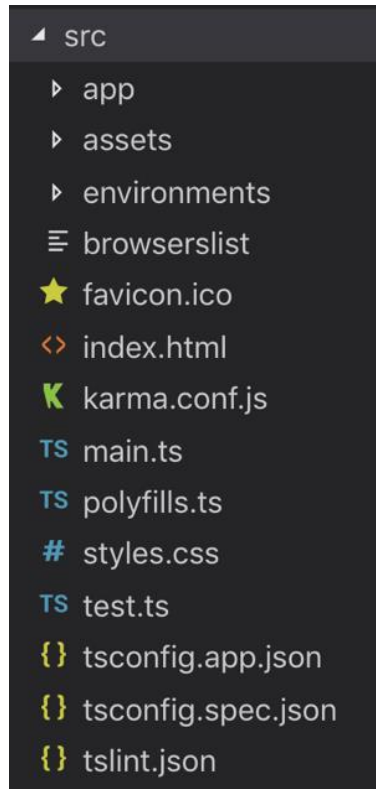 src
app
assets
environments
browserslist
favicon.ico
index.html
K karma.conf.js
TS main.ts
TS polyfills.ts
# styles.css
TS test.ts
{} tsconfig.app.json
{} tsconfig.spec.json
{} tslint.json